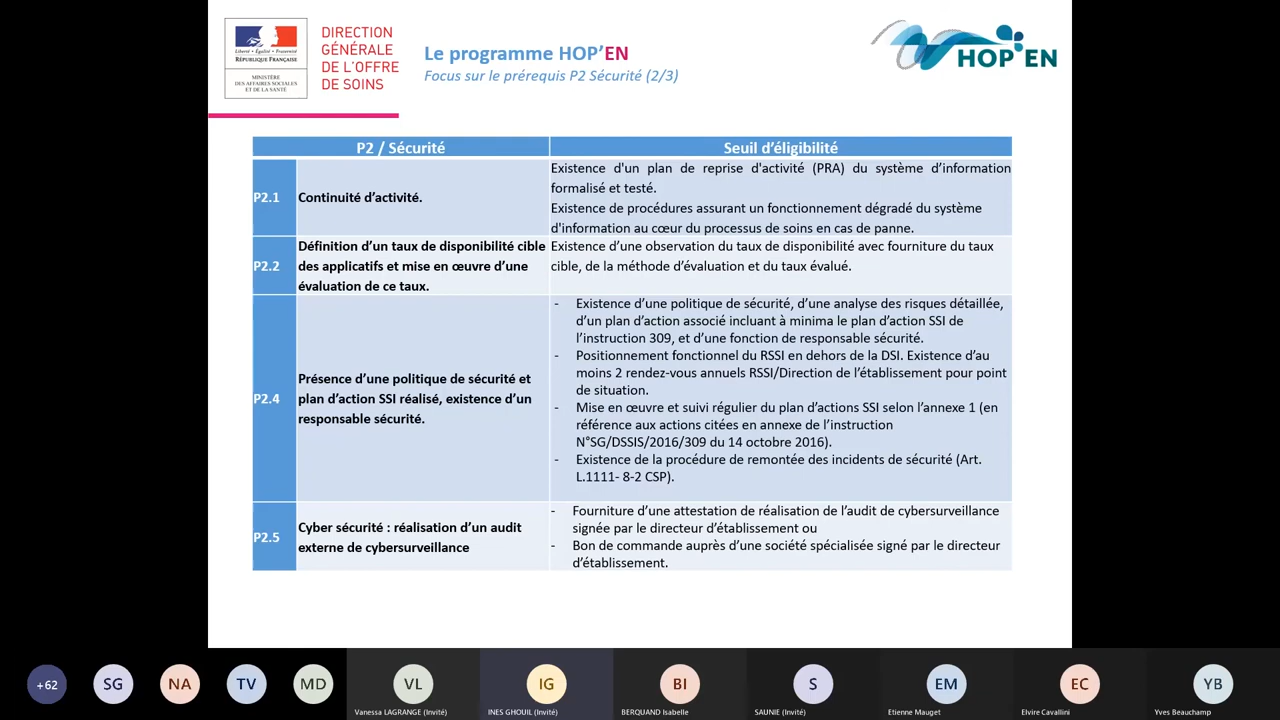 Liberté • Égalité • Fraternité
RÉPUBLIQUE FRANÇAISE
MINISTÈRE
DES AFFAIRES SOCIALES
ET DE LA SANTÉ
DIRECTION
GÉNÉRALE
DE L'OFFRE
DE SOINS
Le programme HOP’EN
Focus sur le prérequis P2 Sécurité (2/3)
HOP'EN
P2 / Sécurité
Seuil d’éligibilité
P2.1
Continuité d’activité.
Existence d'un plan de reprise d'activité (PRA) du système d’information
formalisé et testé.
Existence de procédures assurant un fonctionnement dégradé du système
d'information au cœur du processus de soins en cas de panne.
P2.2
Définition d’un taux de disponibilité cible
des applicatifs et mise en œuvre d’une
évaluation de ce taux.
Existence d’une observation du taux de disponibilité avec fourniture du taux
cible, de la méthode d’évaluation et du taux évalué.
P2.4
Présence d’une politique de sécurité et
plan d’action SSI réalisé, existence d’un
responsable sécurité.
- Existence d’une politique de sécurité, d’une analyse des risques détaillée,
d’un plan d’action associé incluant à minima le plan d’action SSI de
l’instruction 309, et d’une fonction de responsable sécurité.
- Positionnement fonctionnel du RSSI en dehors de la DSI. Existence d’au
moins 2 rendez-vous annuels RSSI/Direction de l’établissement pour point
de situation.
- Mise en œuvre et suivi régulier du plan d’actions SSI selon l’annexe 1 (en
référence aux actions citées en annexe de l’instruction
N°SG/DSSIS/2016/309 du 14 octobre 2016).
- Existence de la procédure de remontée des incidents de sécurité (Art.
L.1111- 8-2 CSP).
P2.5
Cyber sécurité : réalisation d’un audit
externe de cybersurveillance
- Fourniture d’une attestation de réalisation de l’audit de cybersurveillance
signée par le directeur d’établissement ou
- Bon de commande auprès d’une société spécialisée signé par le directeur
d’établissement.
+62
SG
NA
TV
MD
VL
IG
BI
S
EM
EC
YB
Vanessa LAGRANGE (Invité)
INES GHOUIL (Invité)
BERQUAND Isabelle
SAUNIE (Invité)
Etienne Mauget
Elvire Cavallini
Yves Beauchamp